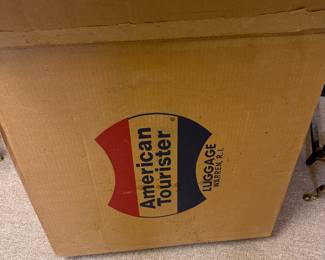 American
Tourister®
LUGGAGE
WARREN, R.I.